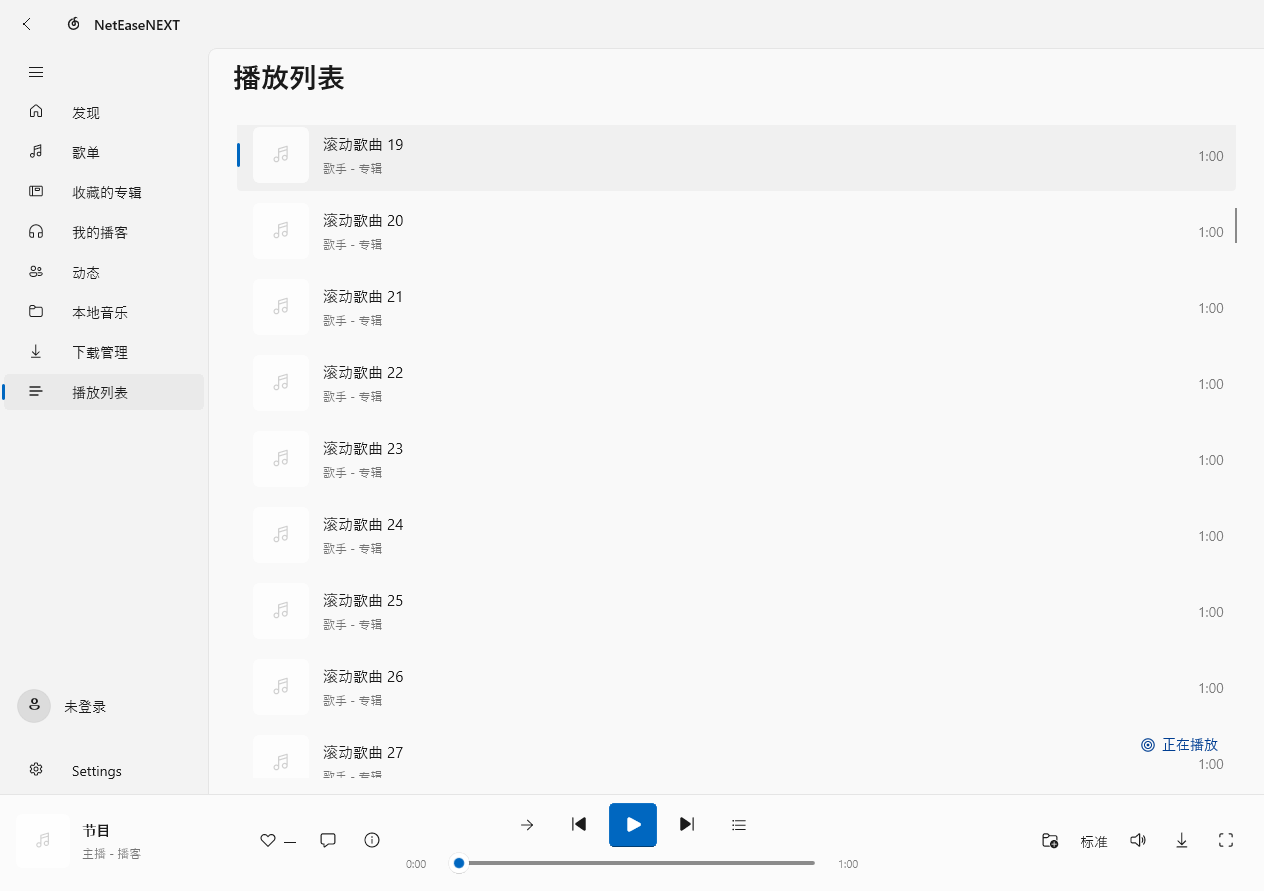 NetEaseNEXT
发现
歌单
收藏的专辑
我的播客
动态
本地音乐
下载管理
播放列表
未登录
Settings
播放列表
滚动歌曲 19
歌手 - 专辑
1:00
滚动歌曲 20
歌手 - 专辑
1:00
滚动歌曲 21
歌手 - 专辑
1:00
滚动歌曲 22
歌手 - 专辑
1:00
滚动歌曲 23
歌手 - 专辑
1:00
滚动歌曲 24
歌手 - 专辑
1:00
滚动歌曲 25
歌手 - 专辑
1:00
滚动歌曲 26
歌手 - 专辑
1:00
滚动歌曲 27
歌手 - 专辑
正在播放
1:00
节目
主播 - 播客
0:00
1:00
标准